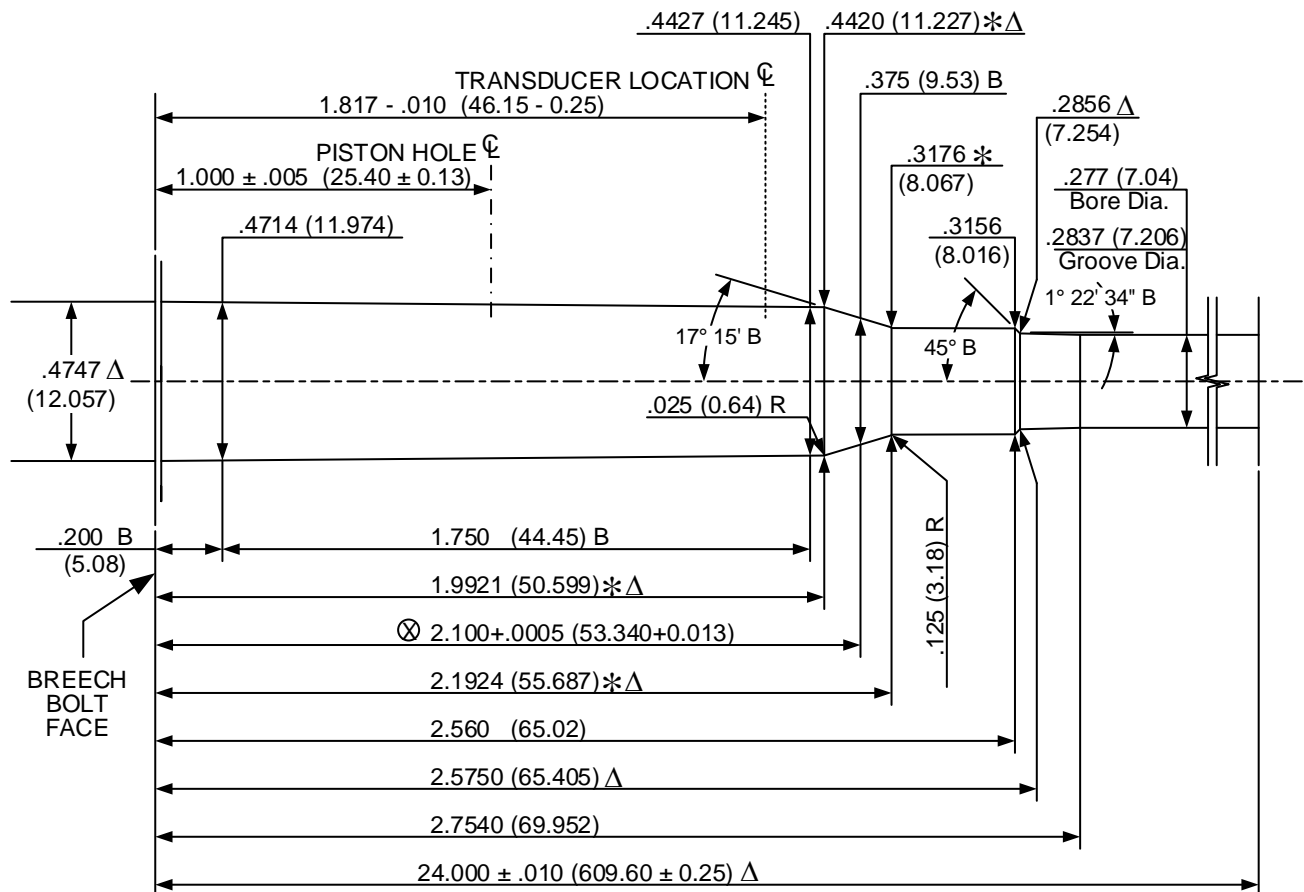 .4427 (11.245)
.4420 (11.227)✻Δ
TRANSDUCER LOCATION ℄
.375 (9.53) B
1.817 - .010 (46.15 - 0.25)
.2856 Δ
(7.254)
PISTON HOLE ℄
.3176 ✻
(8.067)
1.000 ± .005 (25.40 ± 0.13)
.277 (7.04)
Bore Dia.
.4714 (11.974)
.3156
(8.016)
.2837 (7.206)
Groove Dia.
1° 22' 34" B
17° 15' B
45° B
.4747 Δ
(12.057)
.025 (0.64) R
.200 B
(5.08)
1.750 (44.45) B
.125 (3.18) R
1.9921 (50.599)✻Δ
ⓧ 2.100+.0005 (53.340+0.013)
BREECH
BOLT
FACE
2.1924 (55.687)✻Δ
2.560 (65.02)
2.5750 (65.405) Δ
2.7540 (69.952)
24.000 ± .010 (609.60 ± 0.25) Δ